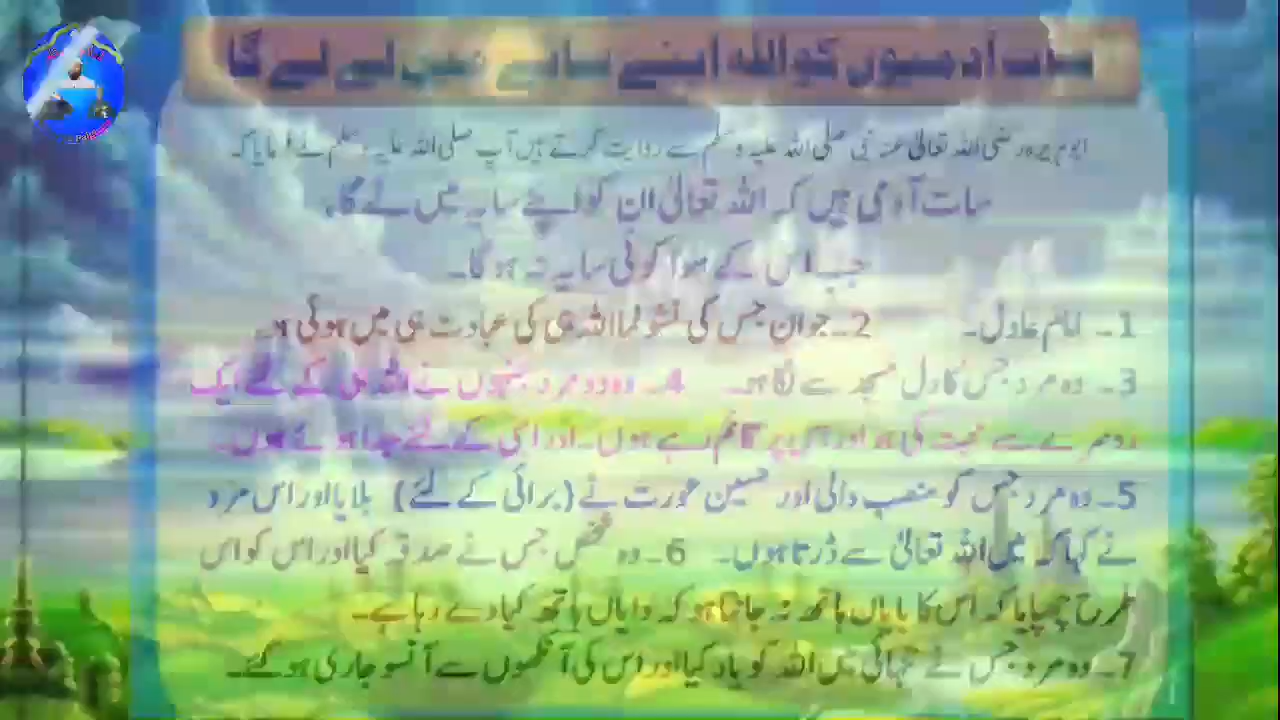 سات آدمیوں کو اللہ اپنے سائے میں لے لے گا
ابوہریرہ رضی اللہ تعالیٰ عنہ نبی صلی اللہ علیہ وسلم سے روایت کرتے ہیں آپ صلی اللہ علیہ وسلم نے فرمایا کہ
سات آدمی ہیں کہ اللہ تعالیٰ ان کو اپنے سایہ میں لے گا۔
جب اس کے سوا کوئی سایہ نہ ہو گا۔
1۔ امام عادل۔ 2۔ جوان جس کی نشو نما اللہ ہی کی عبادت ہی میں ہوئی ہو۔
3۔ وہ مرد جس کا دل مسجد سے لگا ہو۔ 4۔ وہ دو مرد جنہوں نے اللہ ہی کے لئے ایک
دوسرے سے محبت کی ہو اور اس پر قائم رہے ہوں۔ اور اسی کے لئے جدا ہوئے ہوں۔
5۔ وہ مرد جس کو منصب والی اور حسین عورت نے (برائی کے لئے) بلایا اور اس مرد
نے کہا کہ میں اللہ تعالیٰ سے ڈرتا ہوں۔ 6۔ وہ شخص جس نے صدقہ کیا اور اس کو اس
طرح چھپایا کہ اس کا بایاں ہاتھ نہ جانتا ہو کہ دایاں ہاتھ کیا دے رہا ہے۔
7۔ وہ مرد جس نے تنہائی میں اللہ کو یاد کیا اور اس کی آنکھوں سے آنسو جاری ہو گئے۔